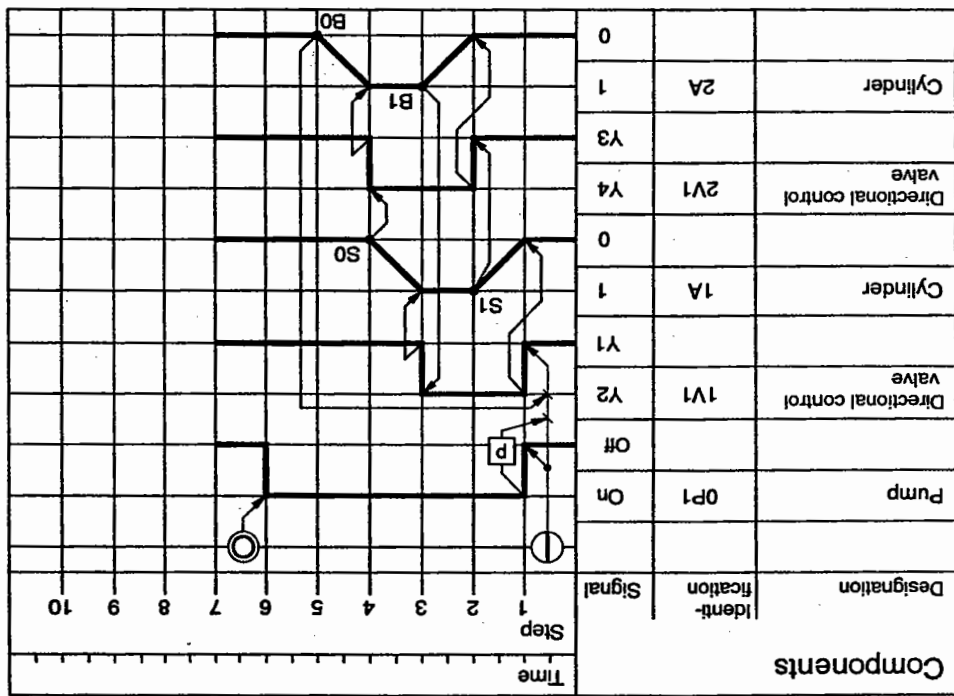 Components
Time
Step
Designation
Identi-
fication
Signal
1 2 3 4 5 6 7 8 9 10
Pump 0P1 On
Off
p
Directional control
valve
1V1 Y2
Y1
Cylinder 1A 1
S1
0
S0
Directional control
valve
2V1 Y4
Y3
Cylinder 2A 1
B1
0
B0